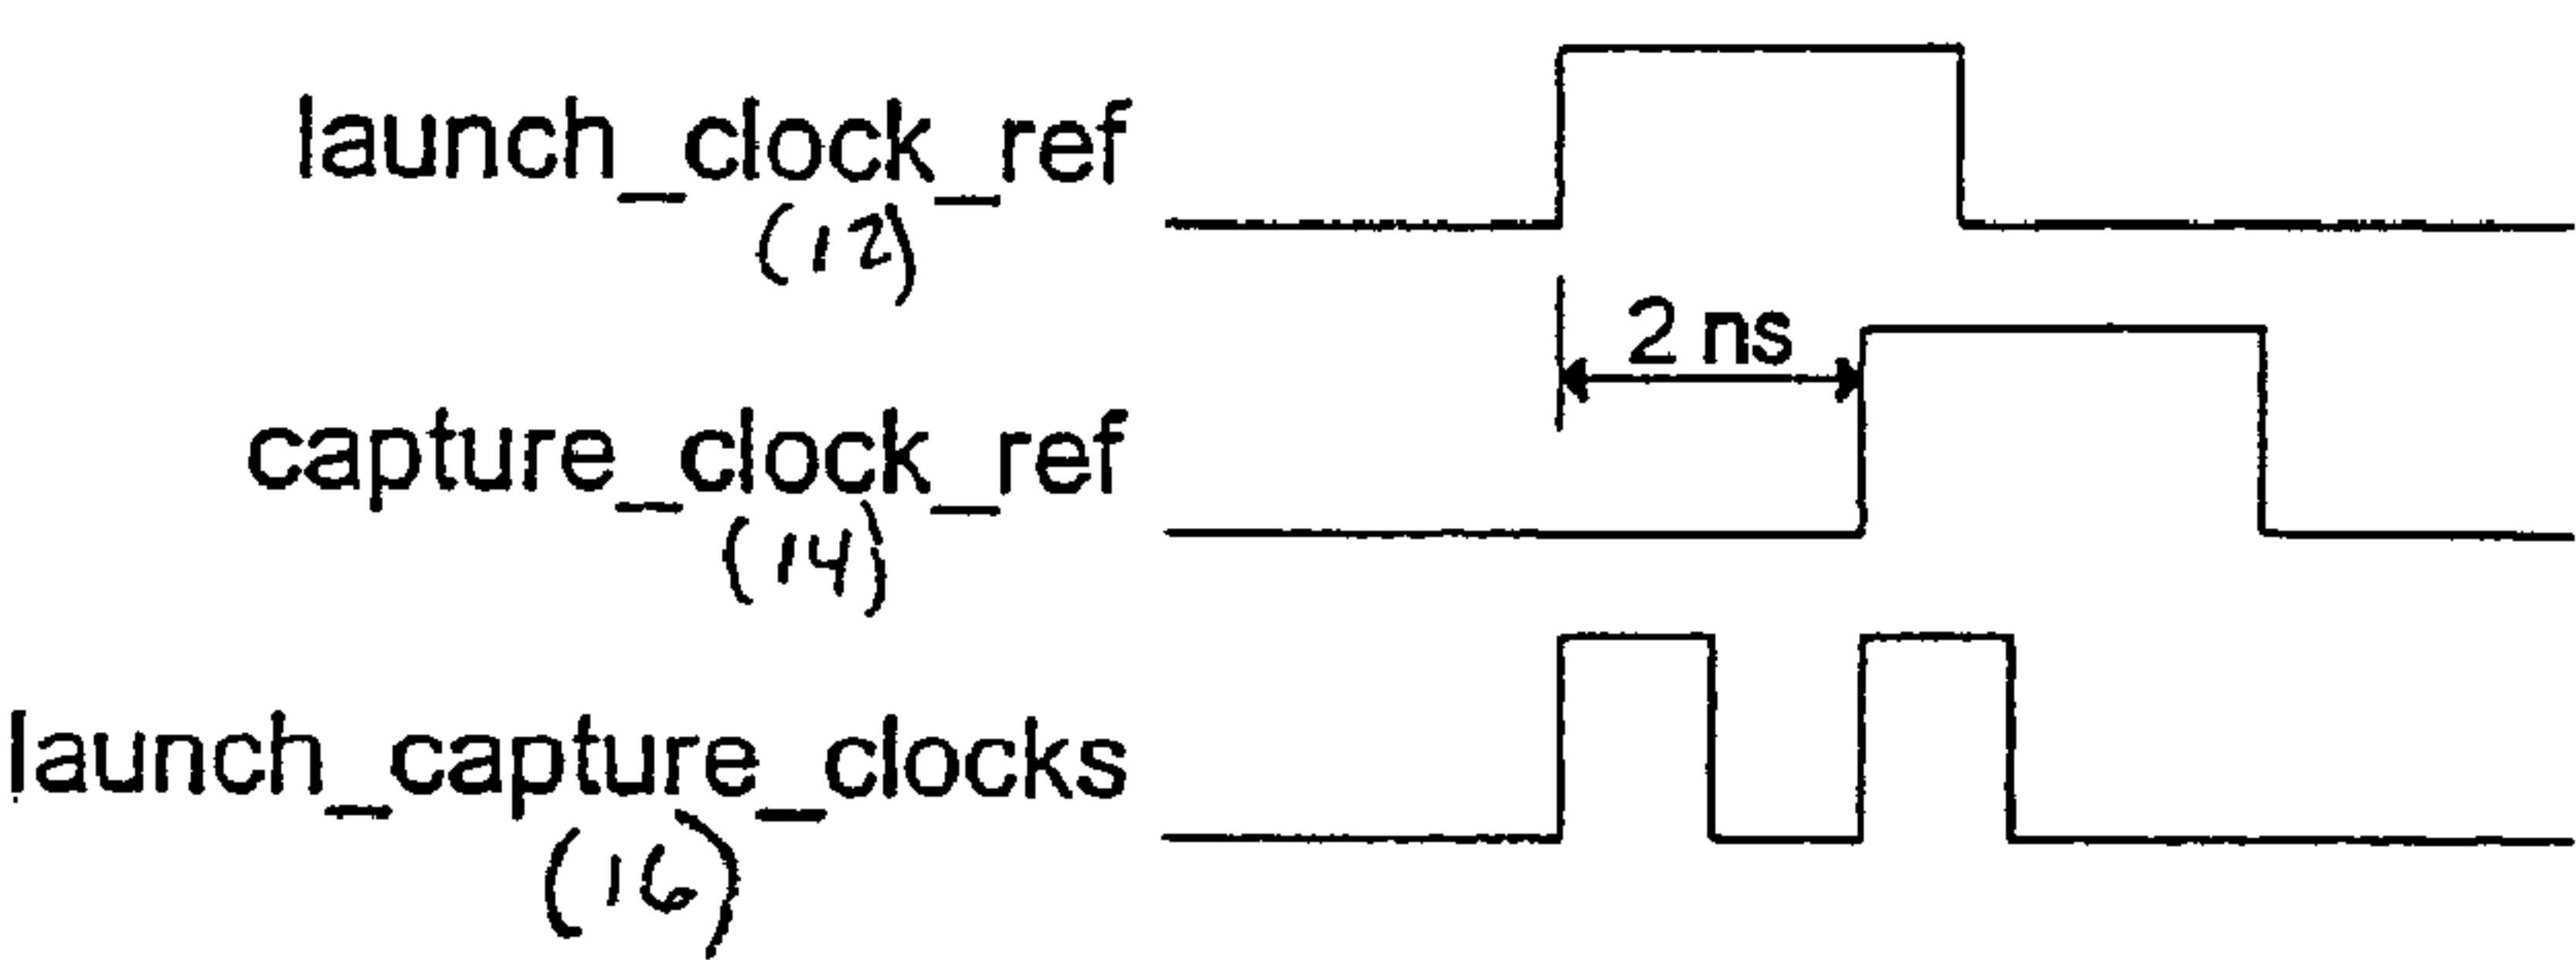 launch_clock_ref
(12)
2 ns
capture_clock_ref
(14)
launch_capture_clocks
(16)